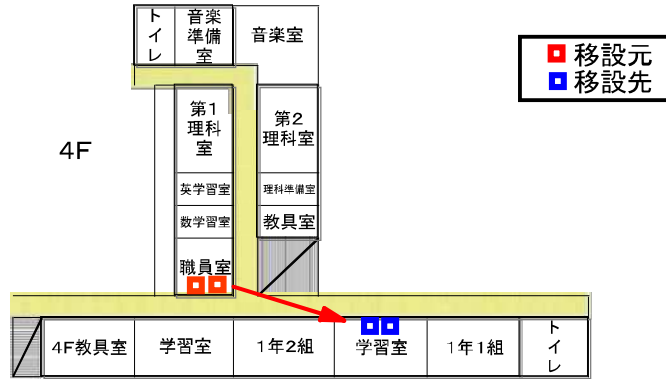 トイレ
音楽
準備
室
音楽室
移設元
移設先
4F
第1
理科
室
第2
理科室
英学習室
理科準備室
数学習室
教具室
職員室
4F教具室
学習室
1年2組
学習室
1年1組
トイレ